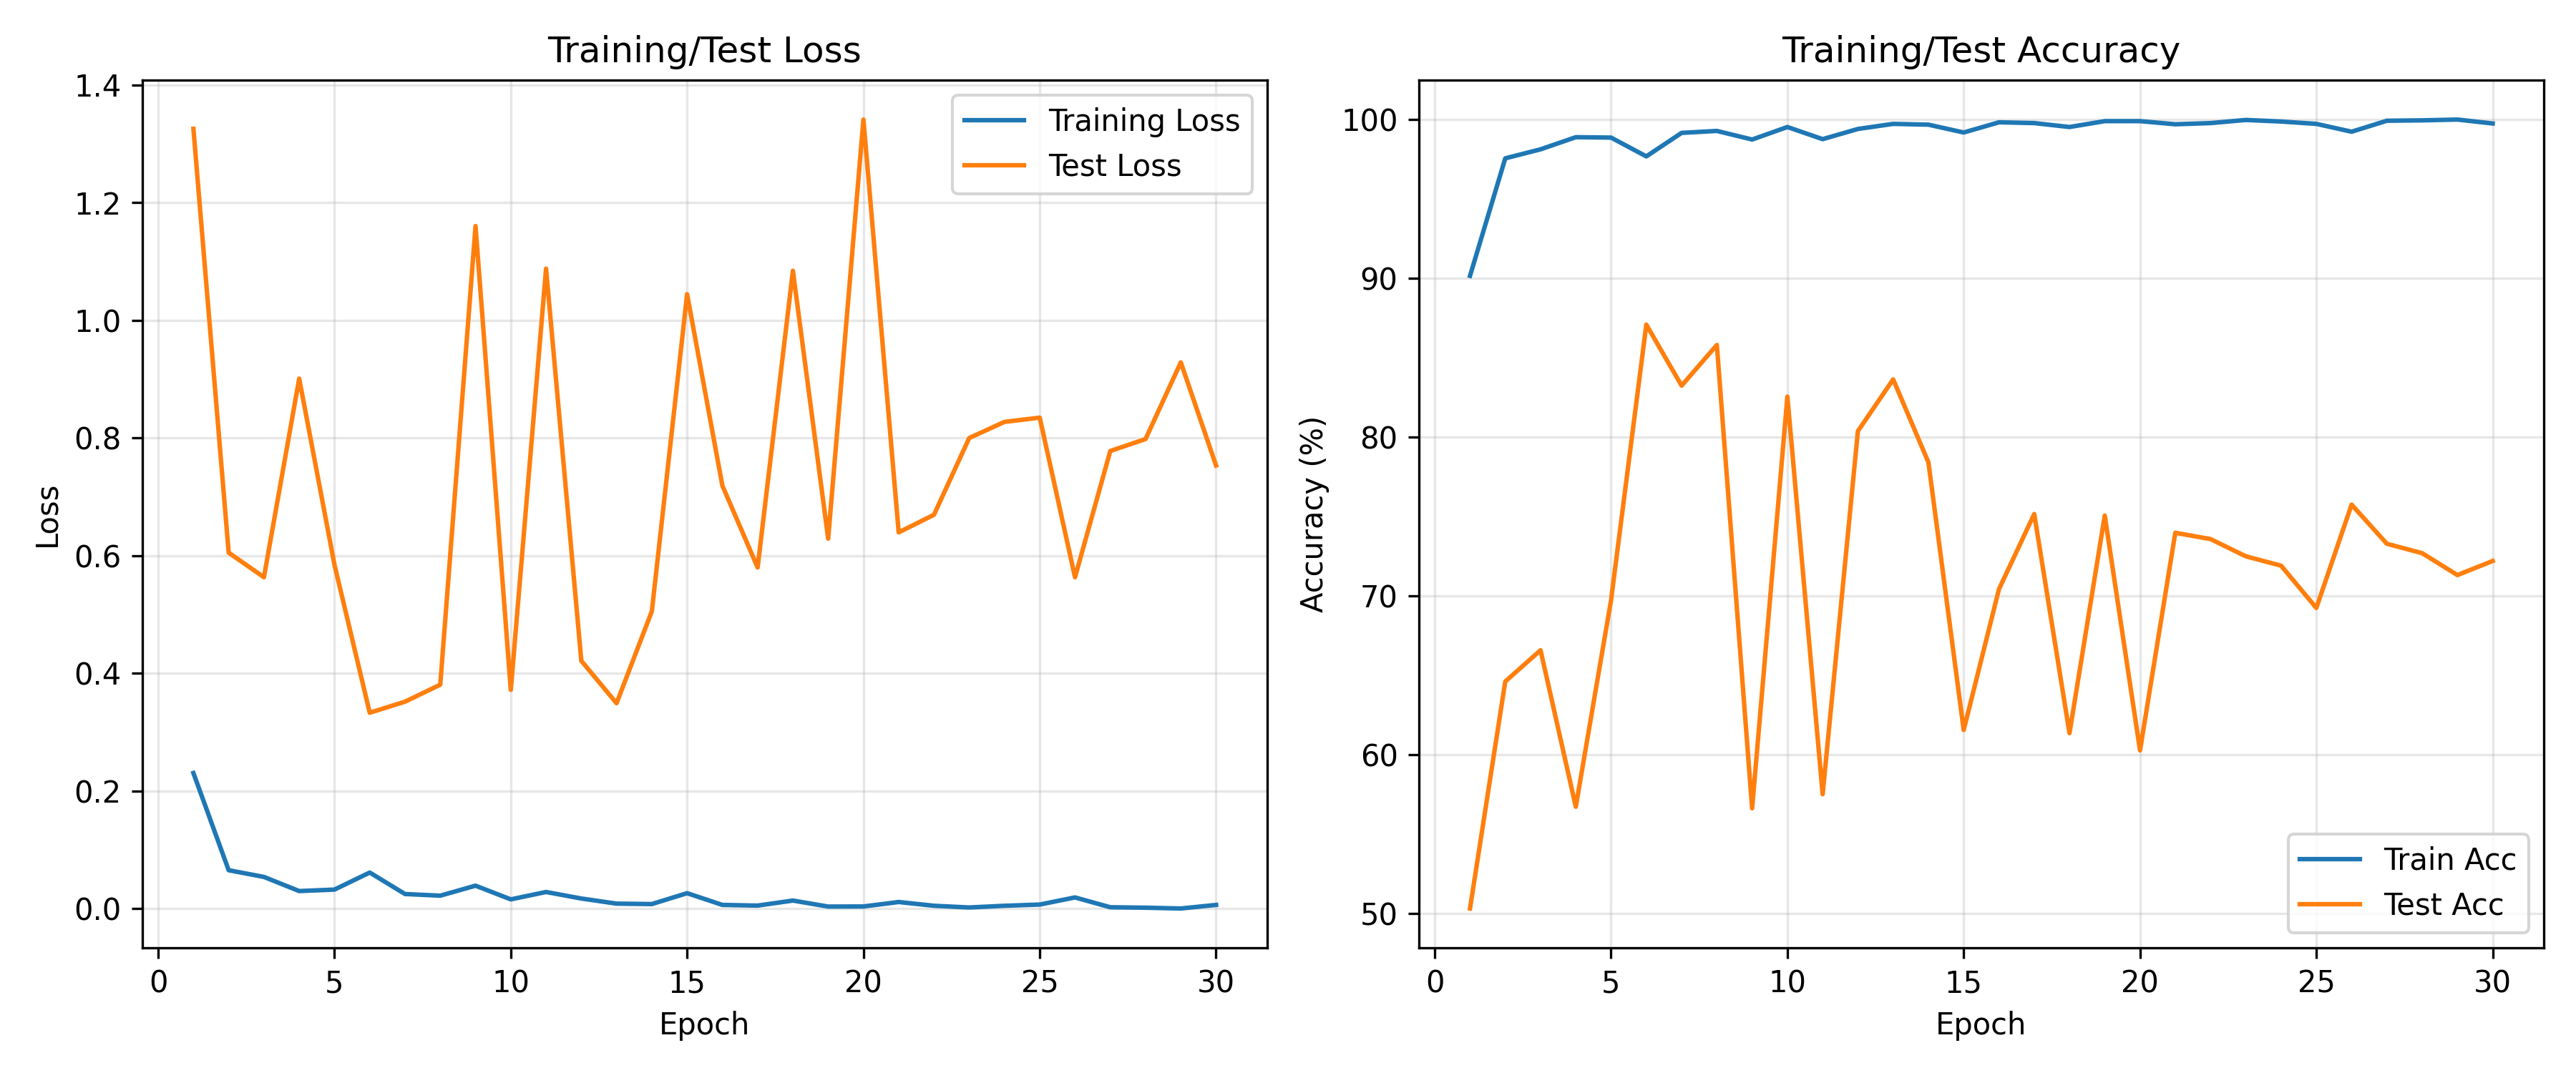 Training/Test Loss
1.4
1.2
1.0
0.8
0.6
0.4
0.2
0.0
Loss
0 5 10 15 20 25 30
Epoch
Training Loss
Test Loss
Training/Test Accuracy
100
90
80
70
60
50
Accuracy (%)
0 5 10 15 20 25 30
Epoch
Train Acc
Test Acc